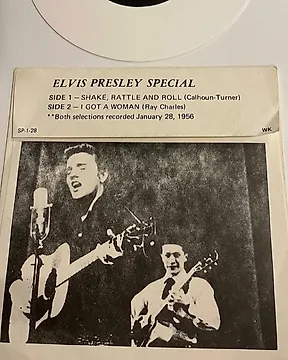 ELVIS PRESLEY SPECIAL
SIDE 1 — SHAKE, RATTLE AND ROLL (Calhoun-Turner)
SIDE 2 — I GOT A WOMAN (Ray Charles)
**Both selections recorded January 28, 1956
SP-1-28 WK